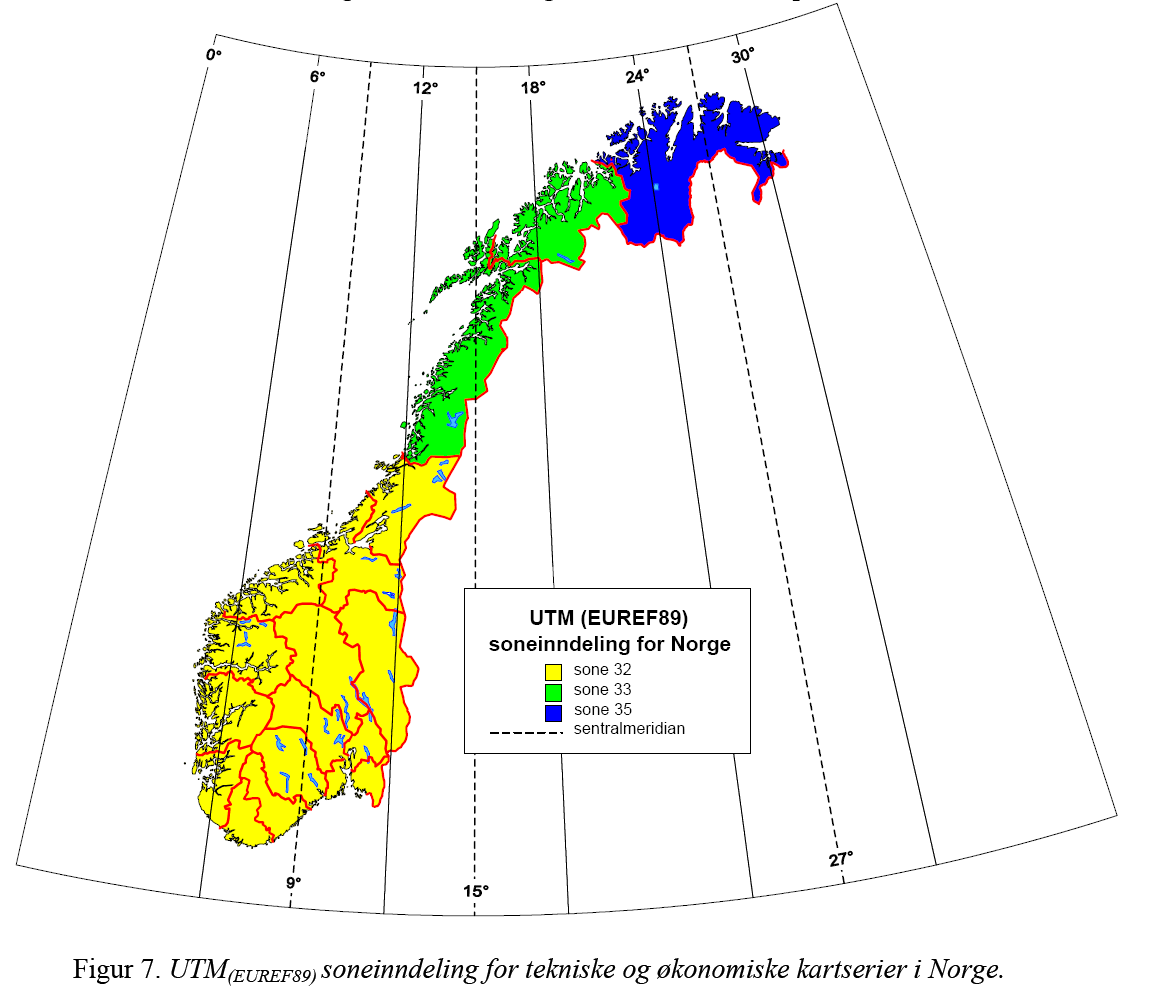 0°
6°
12°
18°
24°
30°
UTM (EUREF89)
soneinndeling for Norge
sone 32
sone 33
sone 35
sentralmeridian
9°
15°
27°
Figur 7. UTM(EUREF89) soneinndeling for tekniske og økonomiske kartserier i Norge.